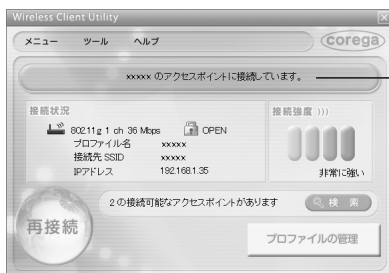 Wireless Client Utility
メニュー ツール ヘルプ
corega
xxxxx のアクセスポイントに接続しています。
接続状況
接続強度 )))
802.11g 1 ch 36 Mbps OPEN
プロファイル名 xxxxx
接続先 SSID xxxxx
IPアドレス 192.168.1.35
非常に強い
2 の接続可能なアクセスポイントがあります
検 索
再接続
プロファイルの管理